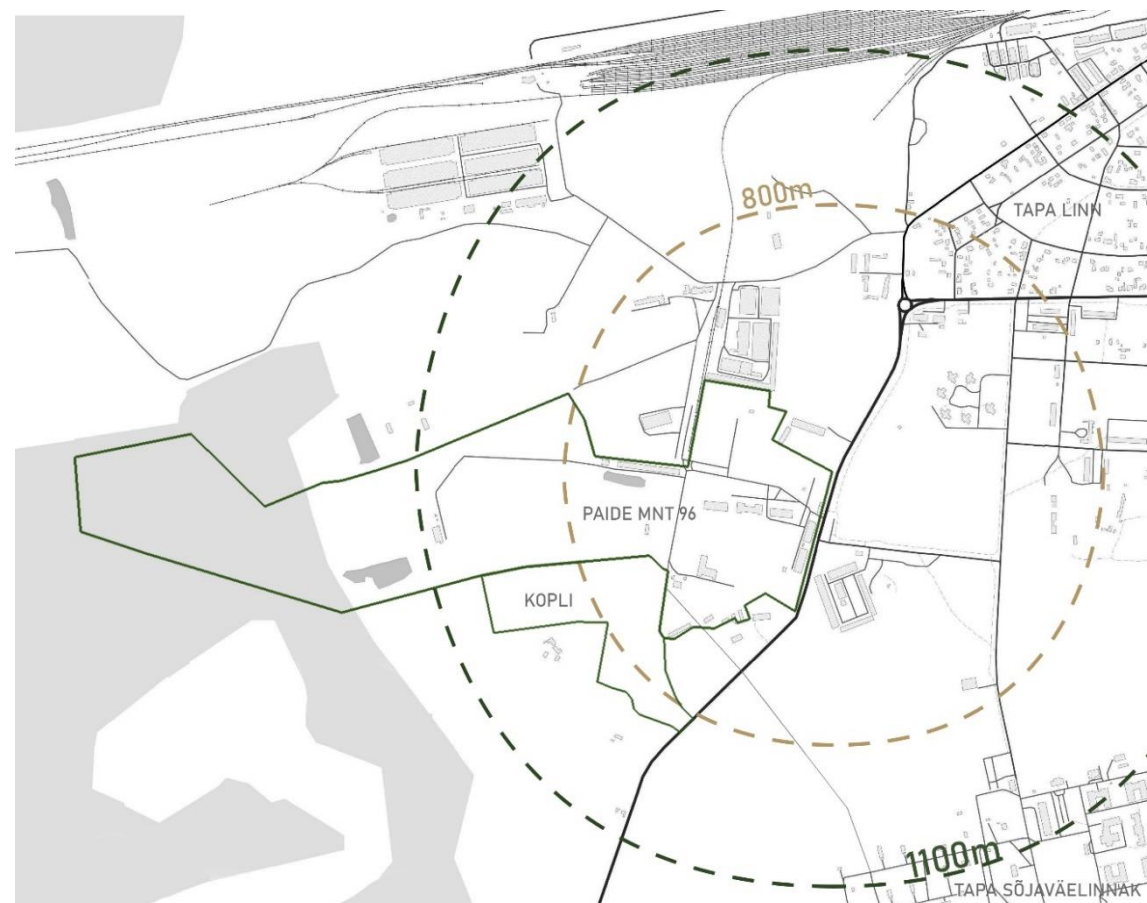 800m
TAPA LINN
PAIDE MNT 96
KOPLI
1100m
TAPA SÕJAVÄELINNAK